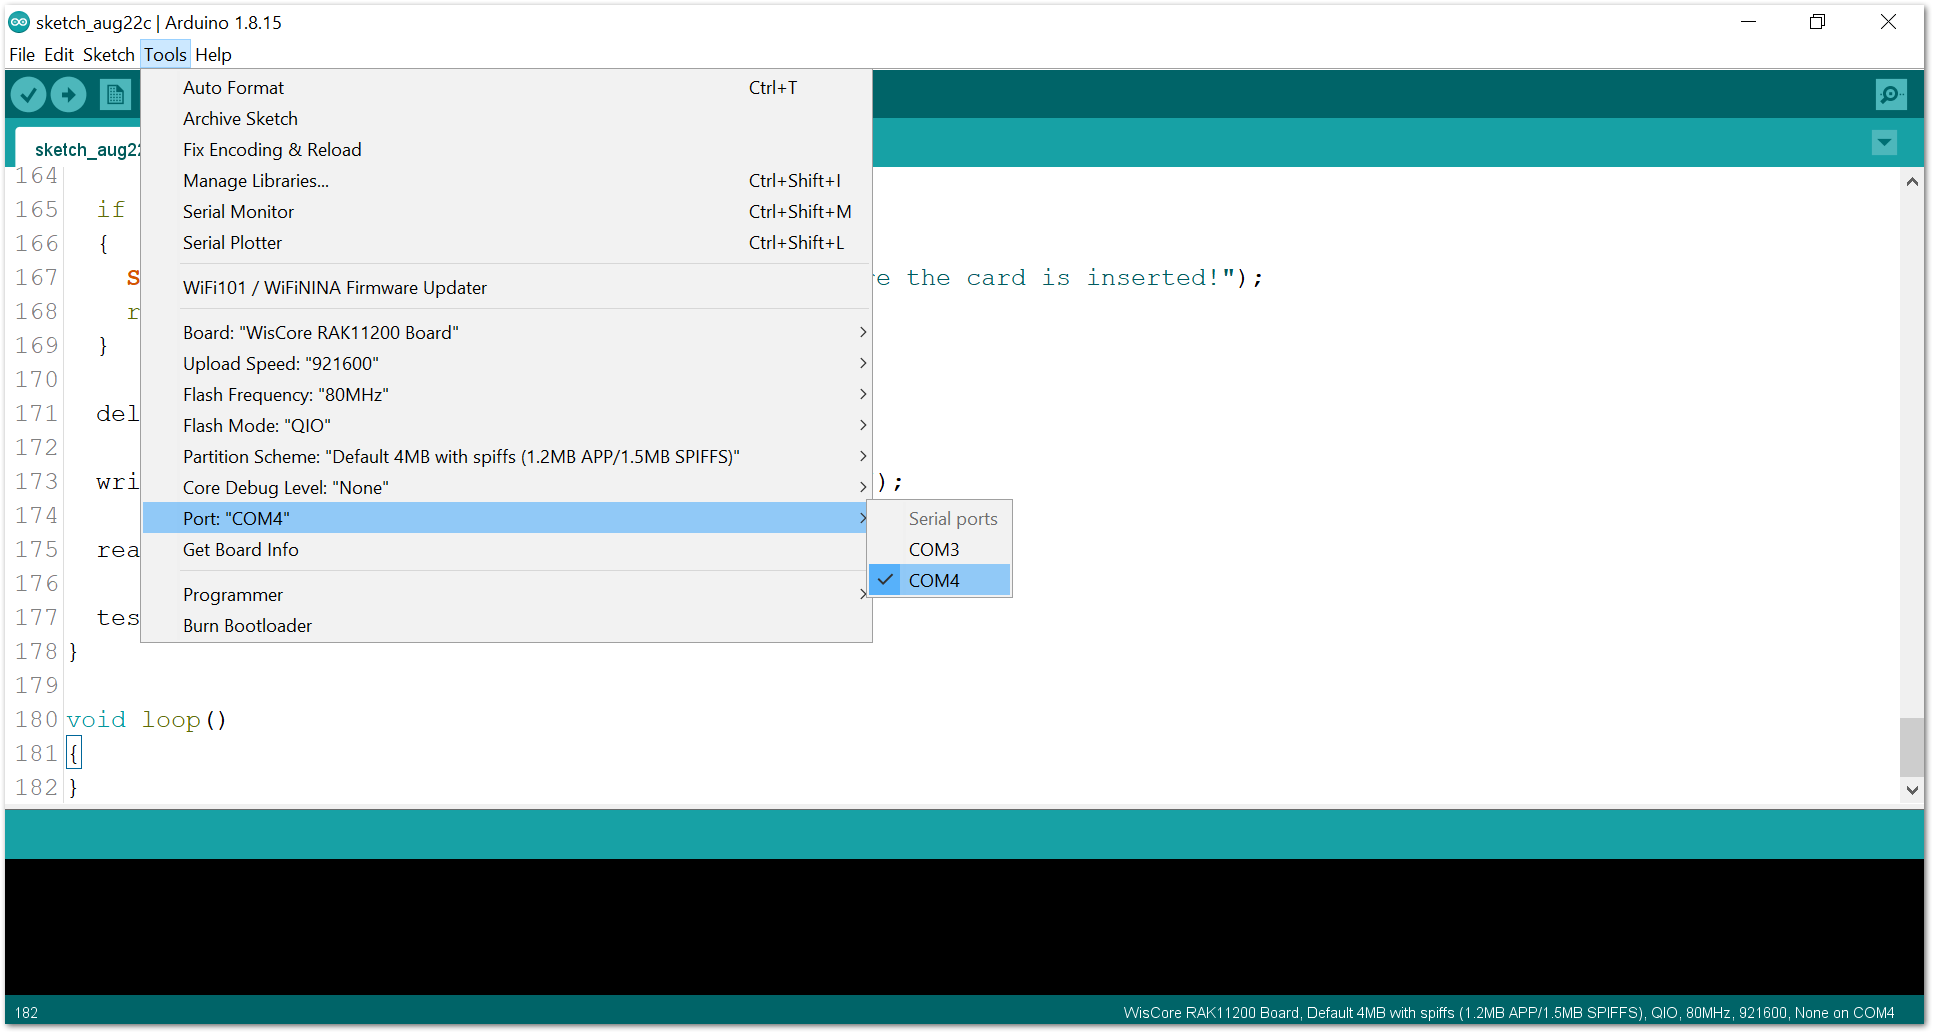 sketch_aug22c | Arduino 1.8.15
File Edit Sketch Tools Help
Auto Format Ctrl+T
Archive Sketch
Fix Encoding & Reload
Manage Libraries... Ctrl+Shift+I
Serial Monitor Ctrl+Shift+M
Serial Plotter Ctrl+Shift+L
WiFi101 / WiFiNINA Firmware Updater
Board: "WisCore RAK11200 Board"
Upload Speed: "921600"
Flash Frequency: "80MHz"
Flash Mode: "QIO"
Partition Scheme: "Default 4MB with spiffs (1.2MB APP/1.5MB SPIFFS)"
Core Debug Level: "None"
Port: "COM4"
Get Board Info
Programmer
Burn Bootloader
Serial ports
COM3
COM4
sketch_aug22
164
165 if
166 {
167 S e the card is inserted!");
168 r
169 }
170
171 del
172
173 wri );
174
175 rea
176
177 tes
178 }
179
180 void loop()
181 {
182 }
182 WisCore RAK11200 Board, Default 4MB with spiffs (1.2MB APP/1.5MB SPIFFS), QIO, 80MHz, 921600, None on COM4